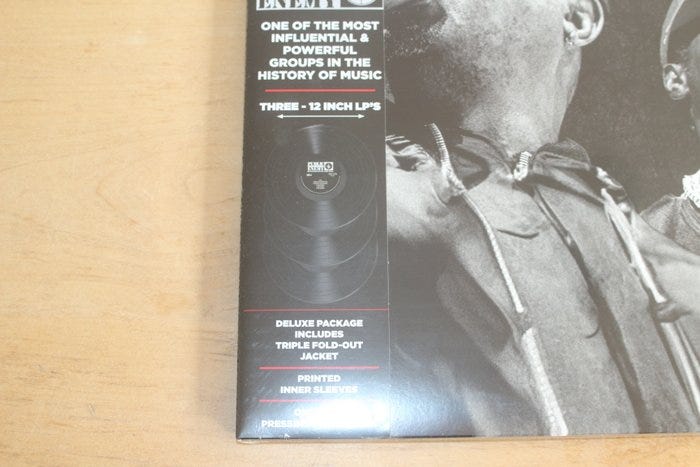 ENEMY
ONE OF THE MOST
INFLUENTIAL &
POWERFUL
GROUPS IN THE
HISTORY OF MUSIC
THREE - 12 INCH LP'S
DELUXE PACKAGE
INCLUDES
TRIPLE FOLD-OUT
JACKET
PRINTED
INNER SLEEVES